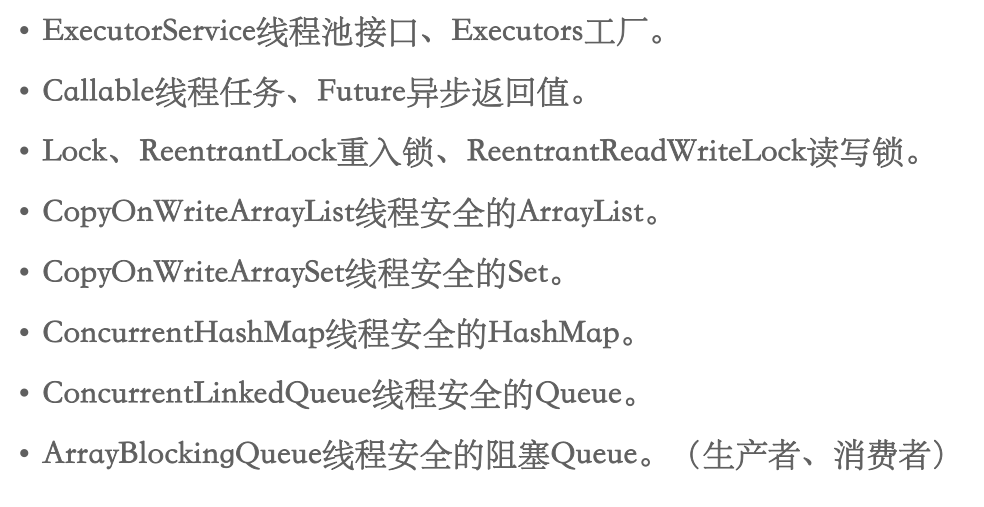 • ExecutorService线程池接口、Executors工厂。
• Callable线程任务、Future异步返回值。
• Lock、ReentrantLock重入锁、ReentrantReadWriteLock读写锁。
• CopyOnWriteArrayList线程安全的ArrayList。
• CopyOnWriteArraySet线程安全的Set。
• ConcurrentHashMap线程安全的HashMap。
• ConcurrentLinkedQueue线程安全的Queue。
• ArrayBlockingQueue线程安全的阻塞Queue。（生产者、消费者）